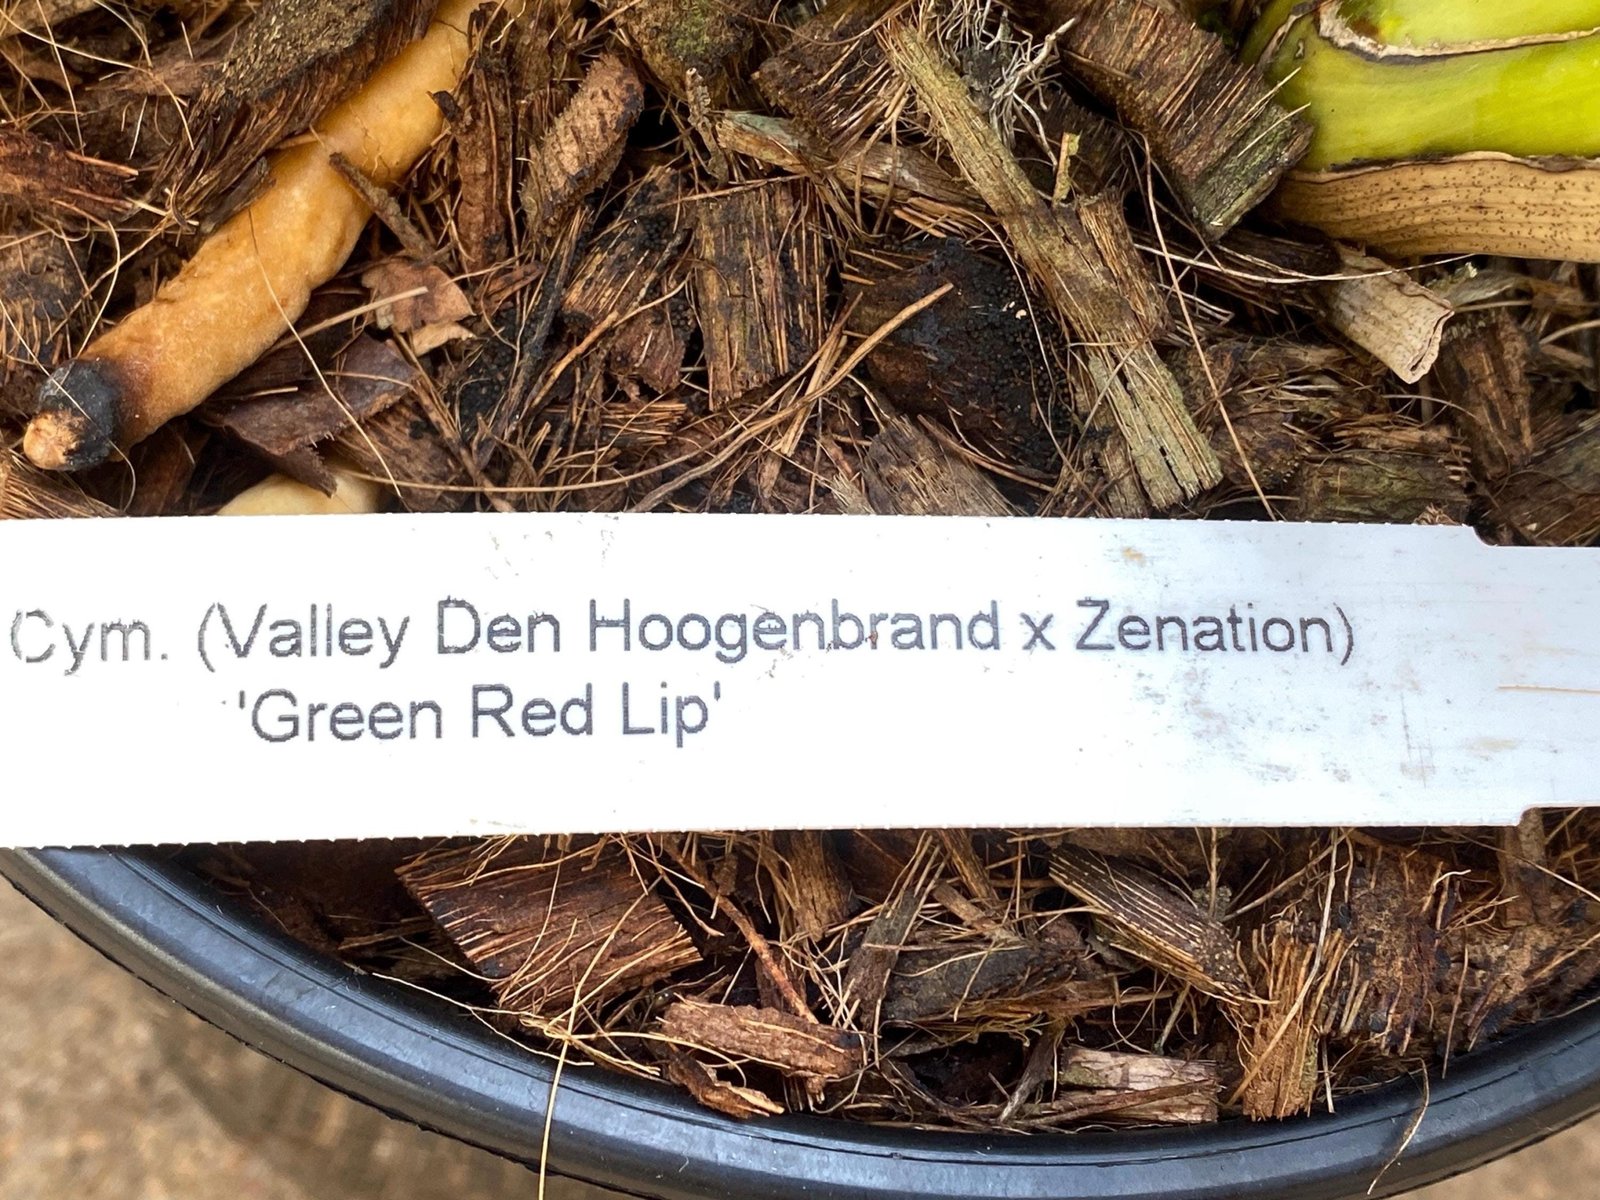 Cym. (Valley Den Hoogenbrand x Zenation)
'Green Red Lip'